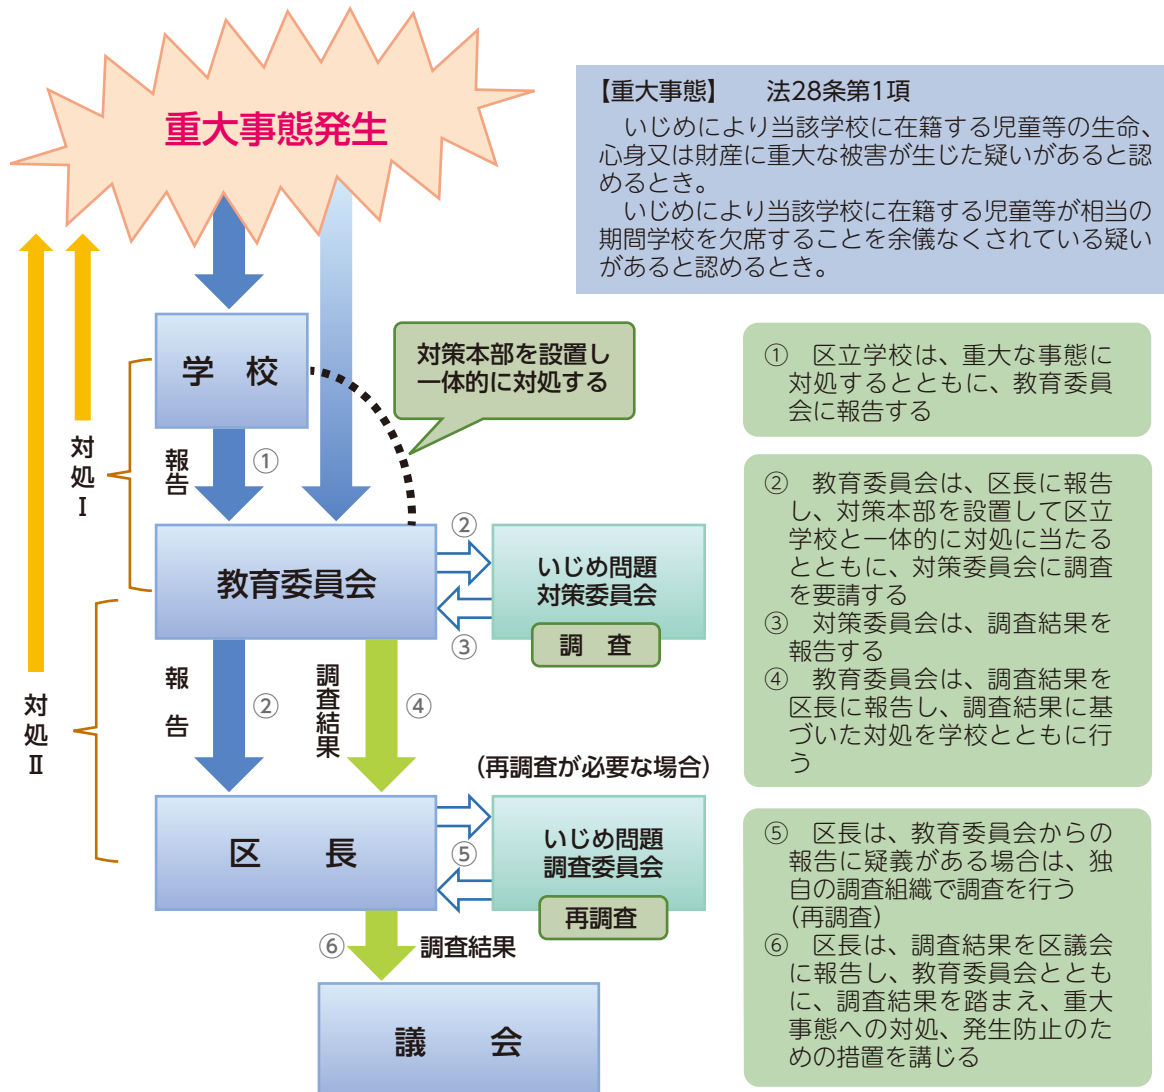 重大事態発生
【重大事態】　法28条第1項
いじめにより当該学校に在籍する児童等の生命、
心身又は財産に重大な被害が生じた疑いがあると認
めるとき。
いじめにより当該学校に在籍する児童等が相当の
期間学校を欠席することを余儀なくされている疑い
があると認めるとき。
学　校
対策本部を設置し
一体的に対処する
① 区立学校は、重大な事態に
対処するとともに、教育委員
会に報告する
対処Ⅰ
報告
①
教育委員会
②
③
いじめ問題
対策委員会
調　査
② 教育委員会は、区長に報告
し、対策本部を設置して区立
学校と一体的に対処に当たる
とともに、対策委員会に調査
を要請する
③ 対策委員会は、調査結果を
報告する
④ 教育委員会は、調査結果を
区長に報告し、調査結果に基
づいた対処を学校とともに行
う
対処Ⅱ
報告
②
調査結果
④
（再調査が必要な場合）
区　長
⑤
いじめ問題
調査委員会
再調査
⑤ 区長は、教育委員会からの
報告に疑義がある場合は、独
自の調査組織で調査を行う
（再調査）
⑥ 区長は、調査結果を区議会
に報告し、教育委員会ととも
に、調査結果を踏まえ、重大
事態への対処、発生防止のた
めの措置を講じる
⑥
調査結果
議　会